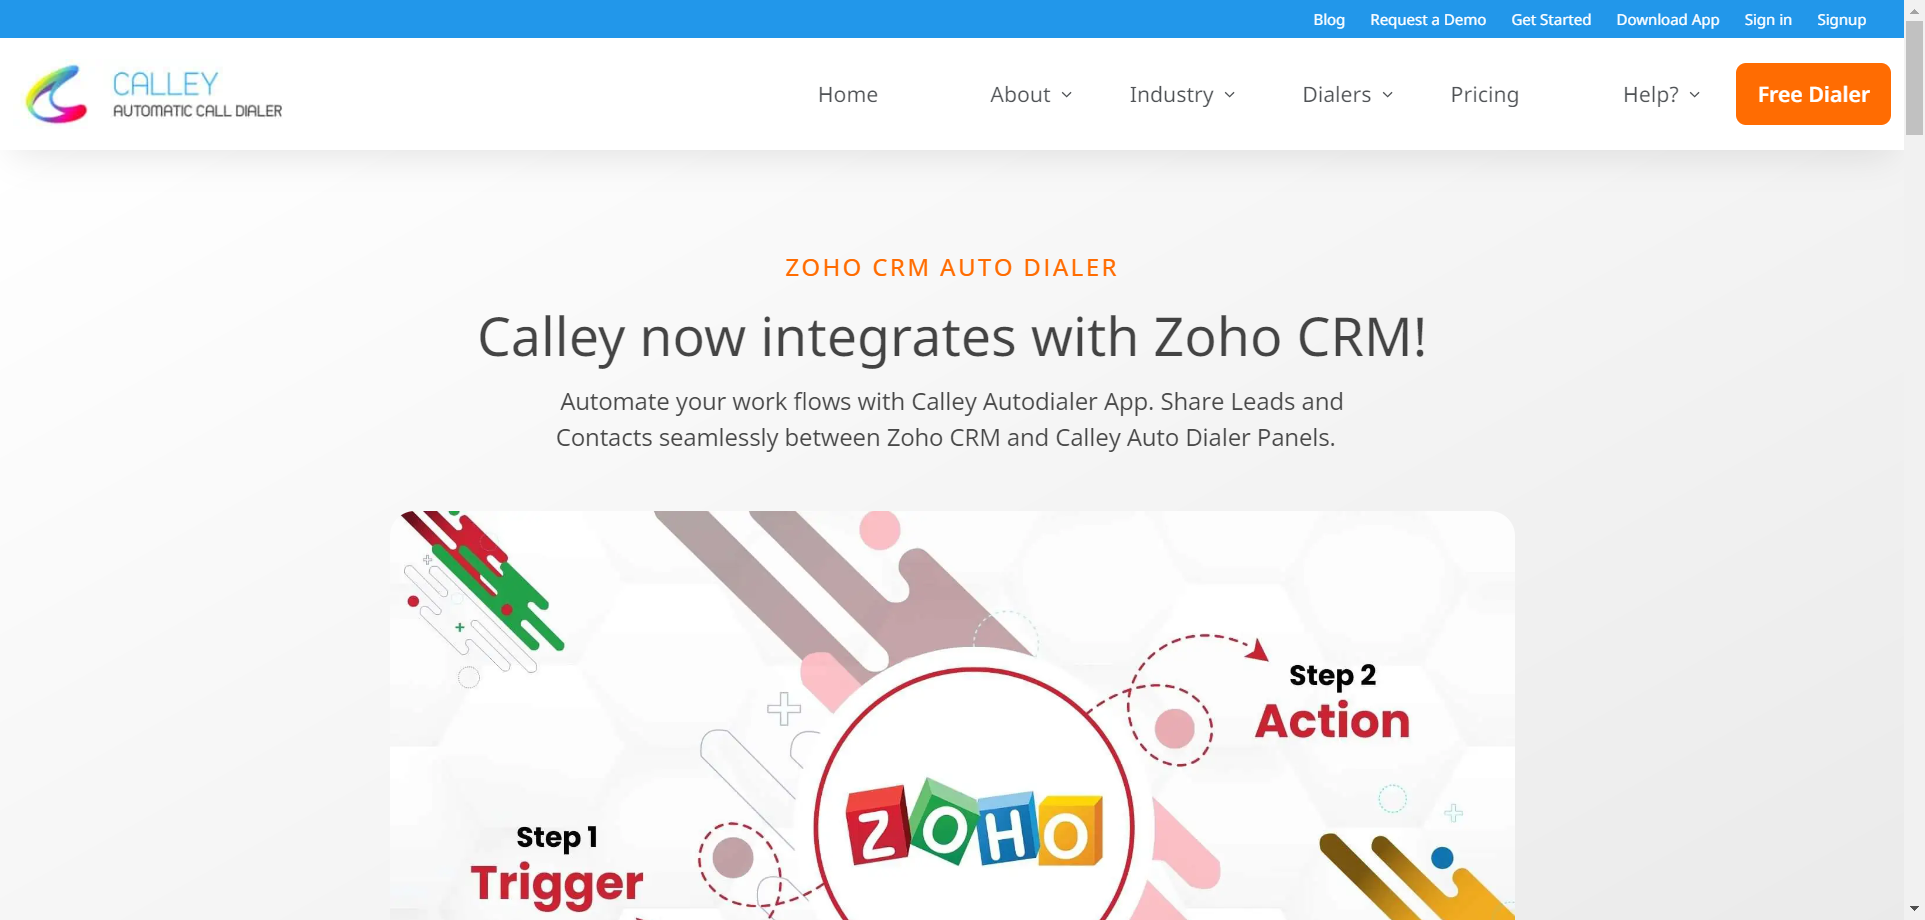 Blog Request a Demo Get Started Download App Sign in Signup
CALLEY
AUTOMATIC CALL DIALER
Home About Industry Dialers Pricing Help? Free Dialer
ZOHO CRM AUTO DIALER
Calley now integrates with Zoho CRM!
Automate your work flows with Calley Autodialer App. Share Leads and
Contacts seamlessly between Zoho CRM and Calley Auto Dialer Panels.
Step 2
Action
ZOHO
Step 1
Trigger